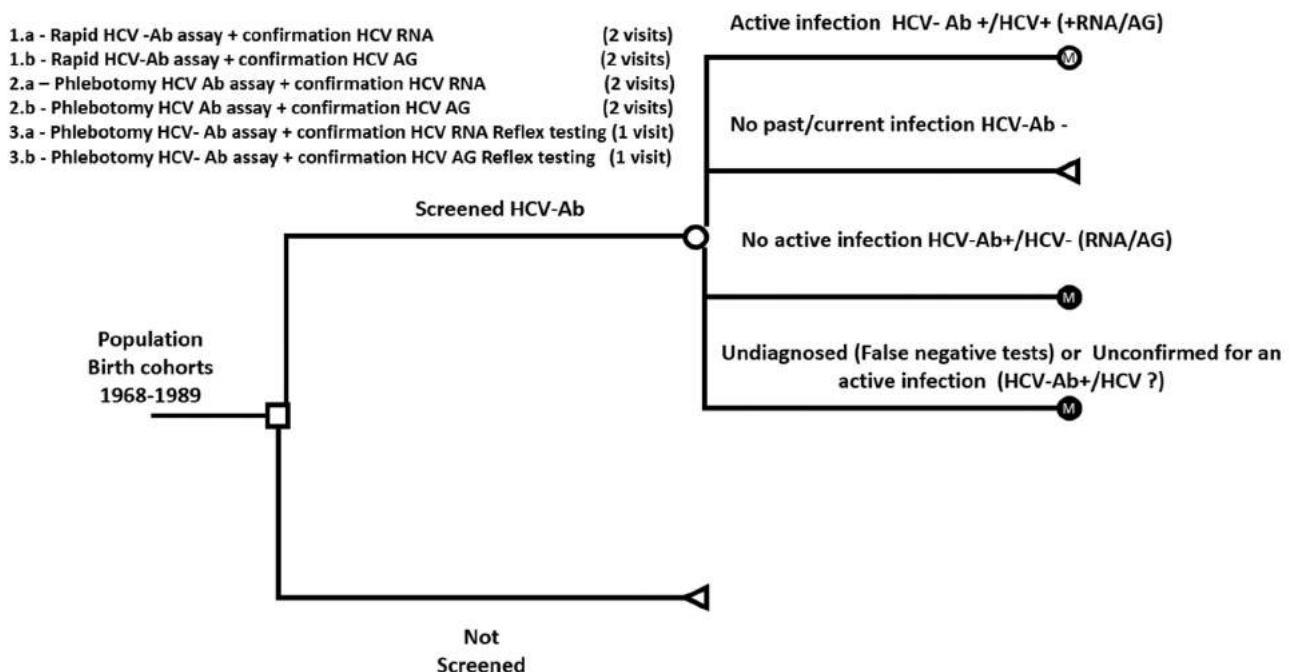 1.a - Rapid HCV -Ab assay + confirmation HCV RNA (2 visits)
1.b - Rapid HCV-Ab assay + confirmation HCV AG (2 visits)
2.a – Phlebotomy HCV Ab assay + confirmation HCV RNA (2 visits)
2.b - Phlebotomy HCV Ab assay + confirmation HCV AG (2 visits)
3.a - Phlebotomy HCV- Ab assay + confirmation HCV RNA Reflex testing (1 visit)
3.b - Phlebotomy HCV- Ab assay + confirmation HCV AG Reflex testing (1 visit)
Active infection HCV- Ab +/HCV+ (+RNA/AG)
M
No past/current infection HCV-Ab -
Screened HCV-Ab
No active infection HCV-Ab+/HCV- (RNA/AG)
M
Undiagnosed (False negative tests) or Unconfirmed for an
active infection (HCV-Ab+/HCV ?)
M
Population
Birth cohorts
1968-1989
Not
Screened